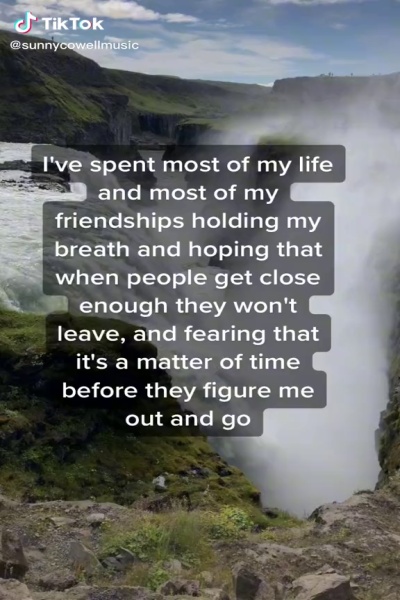 TikTok
@sunnycowellmusic
I've spent most of my life
and most of my
friendships holding my
breath and hoping that
when people get close
enough they won't
leave, and fearing that
it's a matter of time
before they figure me
out and go